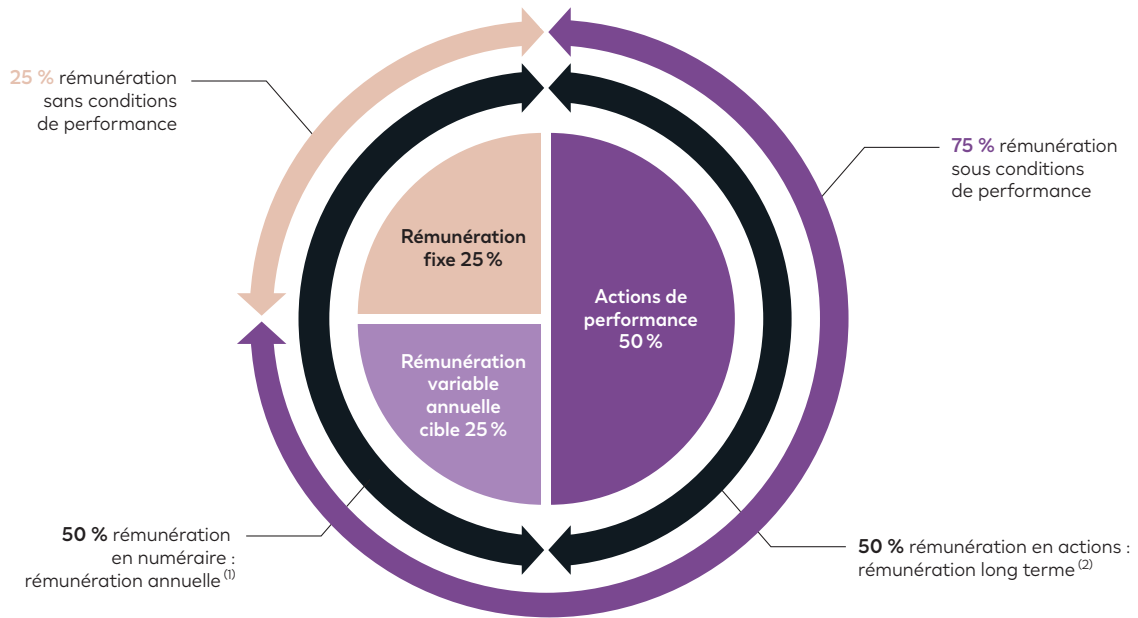 25 % rémunération
sans conditions
de performance
75 % rémunération
sous conditions
de performance
Rémunération
fixe 25 %
Actions de
performance
50 %
Rémunération
variable
annuelle
cible 25 %
50 % rémunération
en numéraire :
rémunération annuelle (1)
50 % rémunération en actions :
rémunération long terme (2)